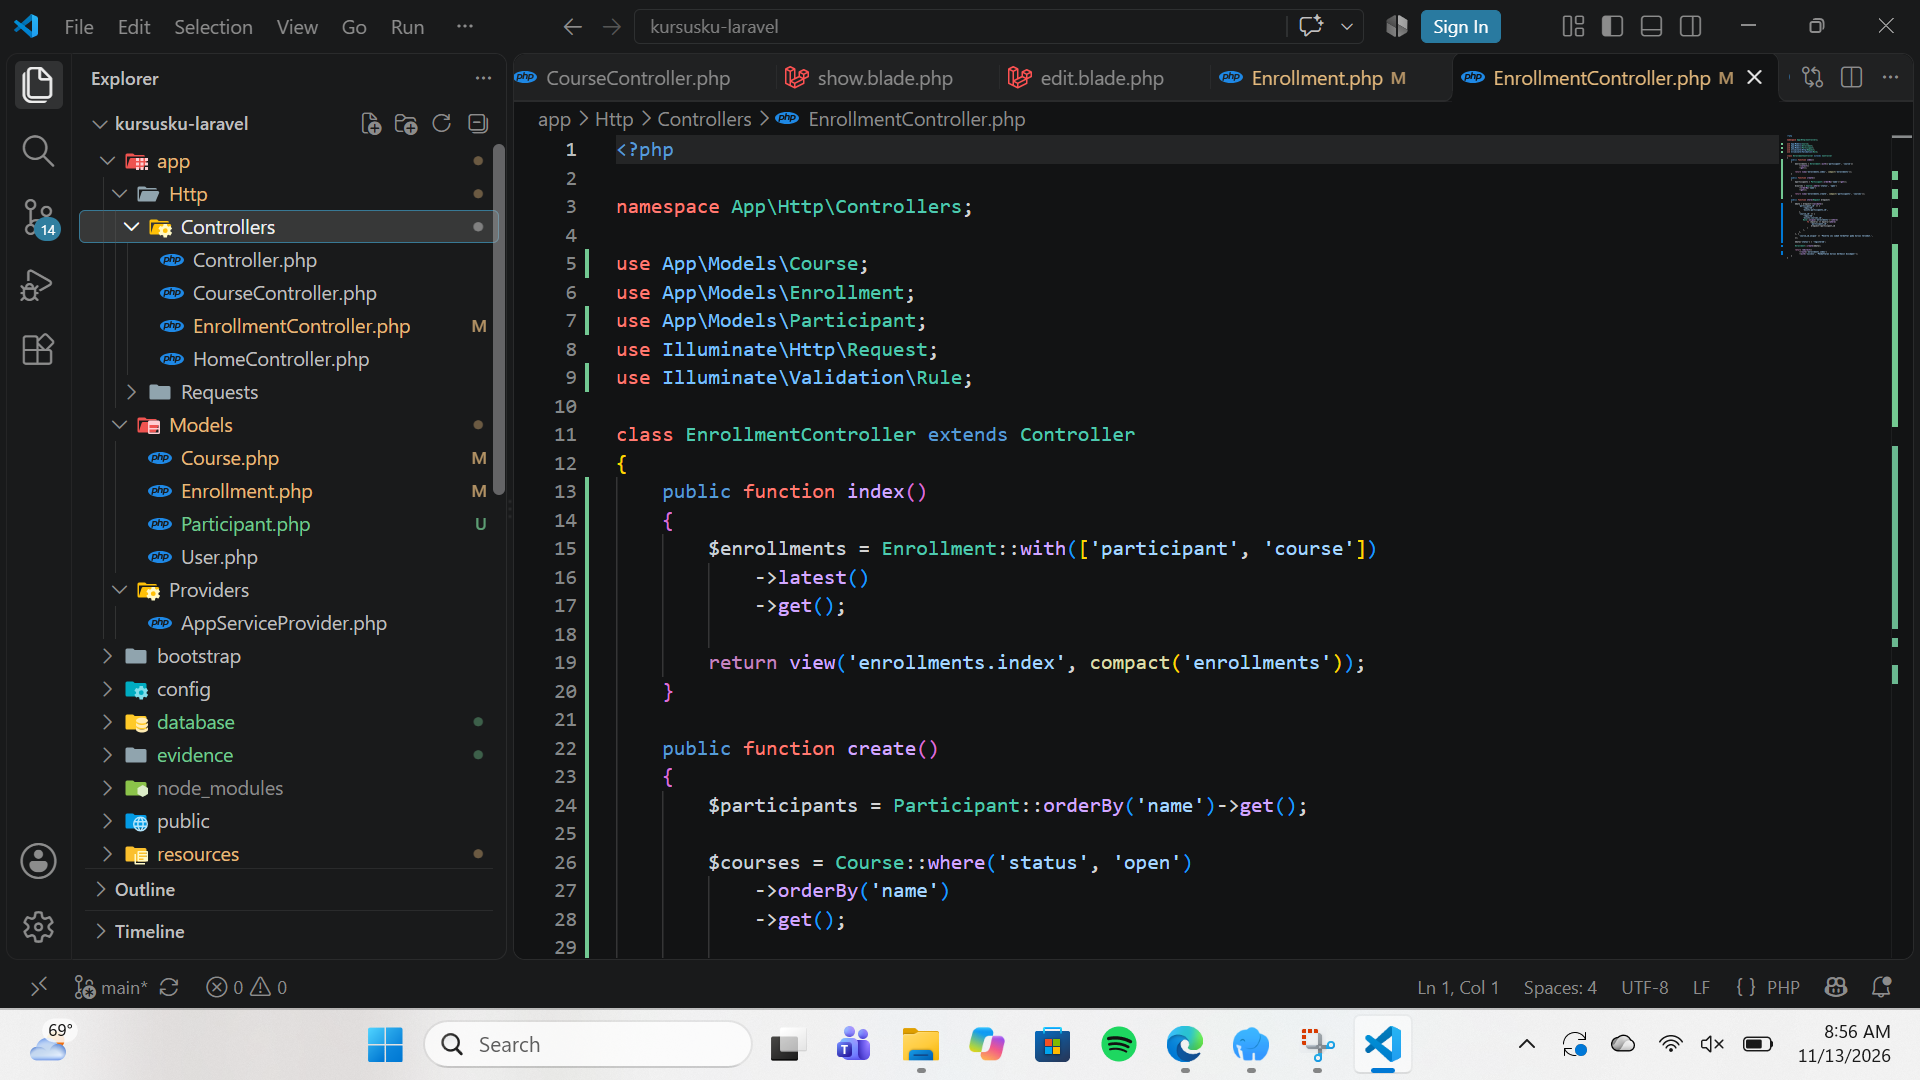 File Edit Selection View Go Run ···
kursusku-laravel
Sign In
Explorer
kursusku-laravel
app
Http
Controllers
Controller.php
CourseController.php
EnrollmentController.php M
HomeController.php
Requests
Models
Course.php M
Enrollment.php M
Participant.php U
User.php
Providers
AppServiceProvider.php
bootstrap
config
database
evidence
node_modules
public
resources
Outline
Timeline
14
CourseController.php show.blade.php edit.blade.php Enrollment.php M EnrollmentController.php M
app > Http > Controllers > EnrollmentController.php
1 <?php
2
3 namespace App\Http\Controllers;
4
5 use App\Models\Course;
6 use App\Models\Enrollment;
7 use App\Models\Participant;
8 use Illuminate\Http\Request;
9 use Illuminate\Validation\Rule;
10
11 class EnrollmentController extends Controller
12 {
13 public function index()
14 {
15 $enrollments = Enrollment::with(['participant', 'course'])
16 ->latest()
17 ->get();
18
19 return view('enrollments.index', compact('enrollments'));
20 }
21
22 public function create()
23 {
24 $participants = Participant::orderBy('name')->get();
25
26 $courses = Course::where('status', 'open')
27 ->orderBy('name')
28 ->get();
29
main* 0 0
Ln 1, Col 1 Spaces: 4 UTF-8 LF { } PHP
69°
Search
8:56 AM
11/13/2026